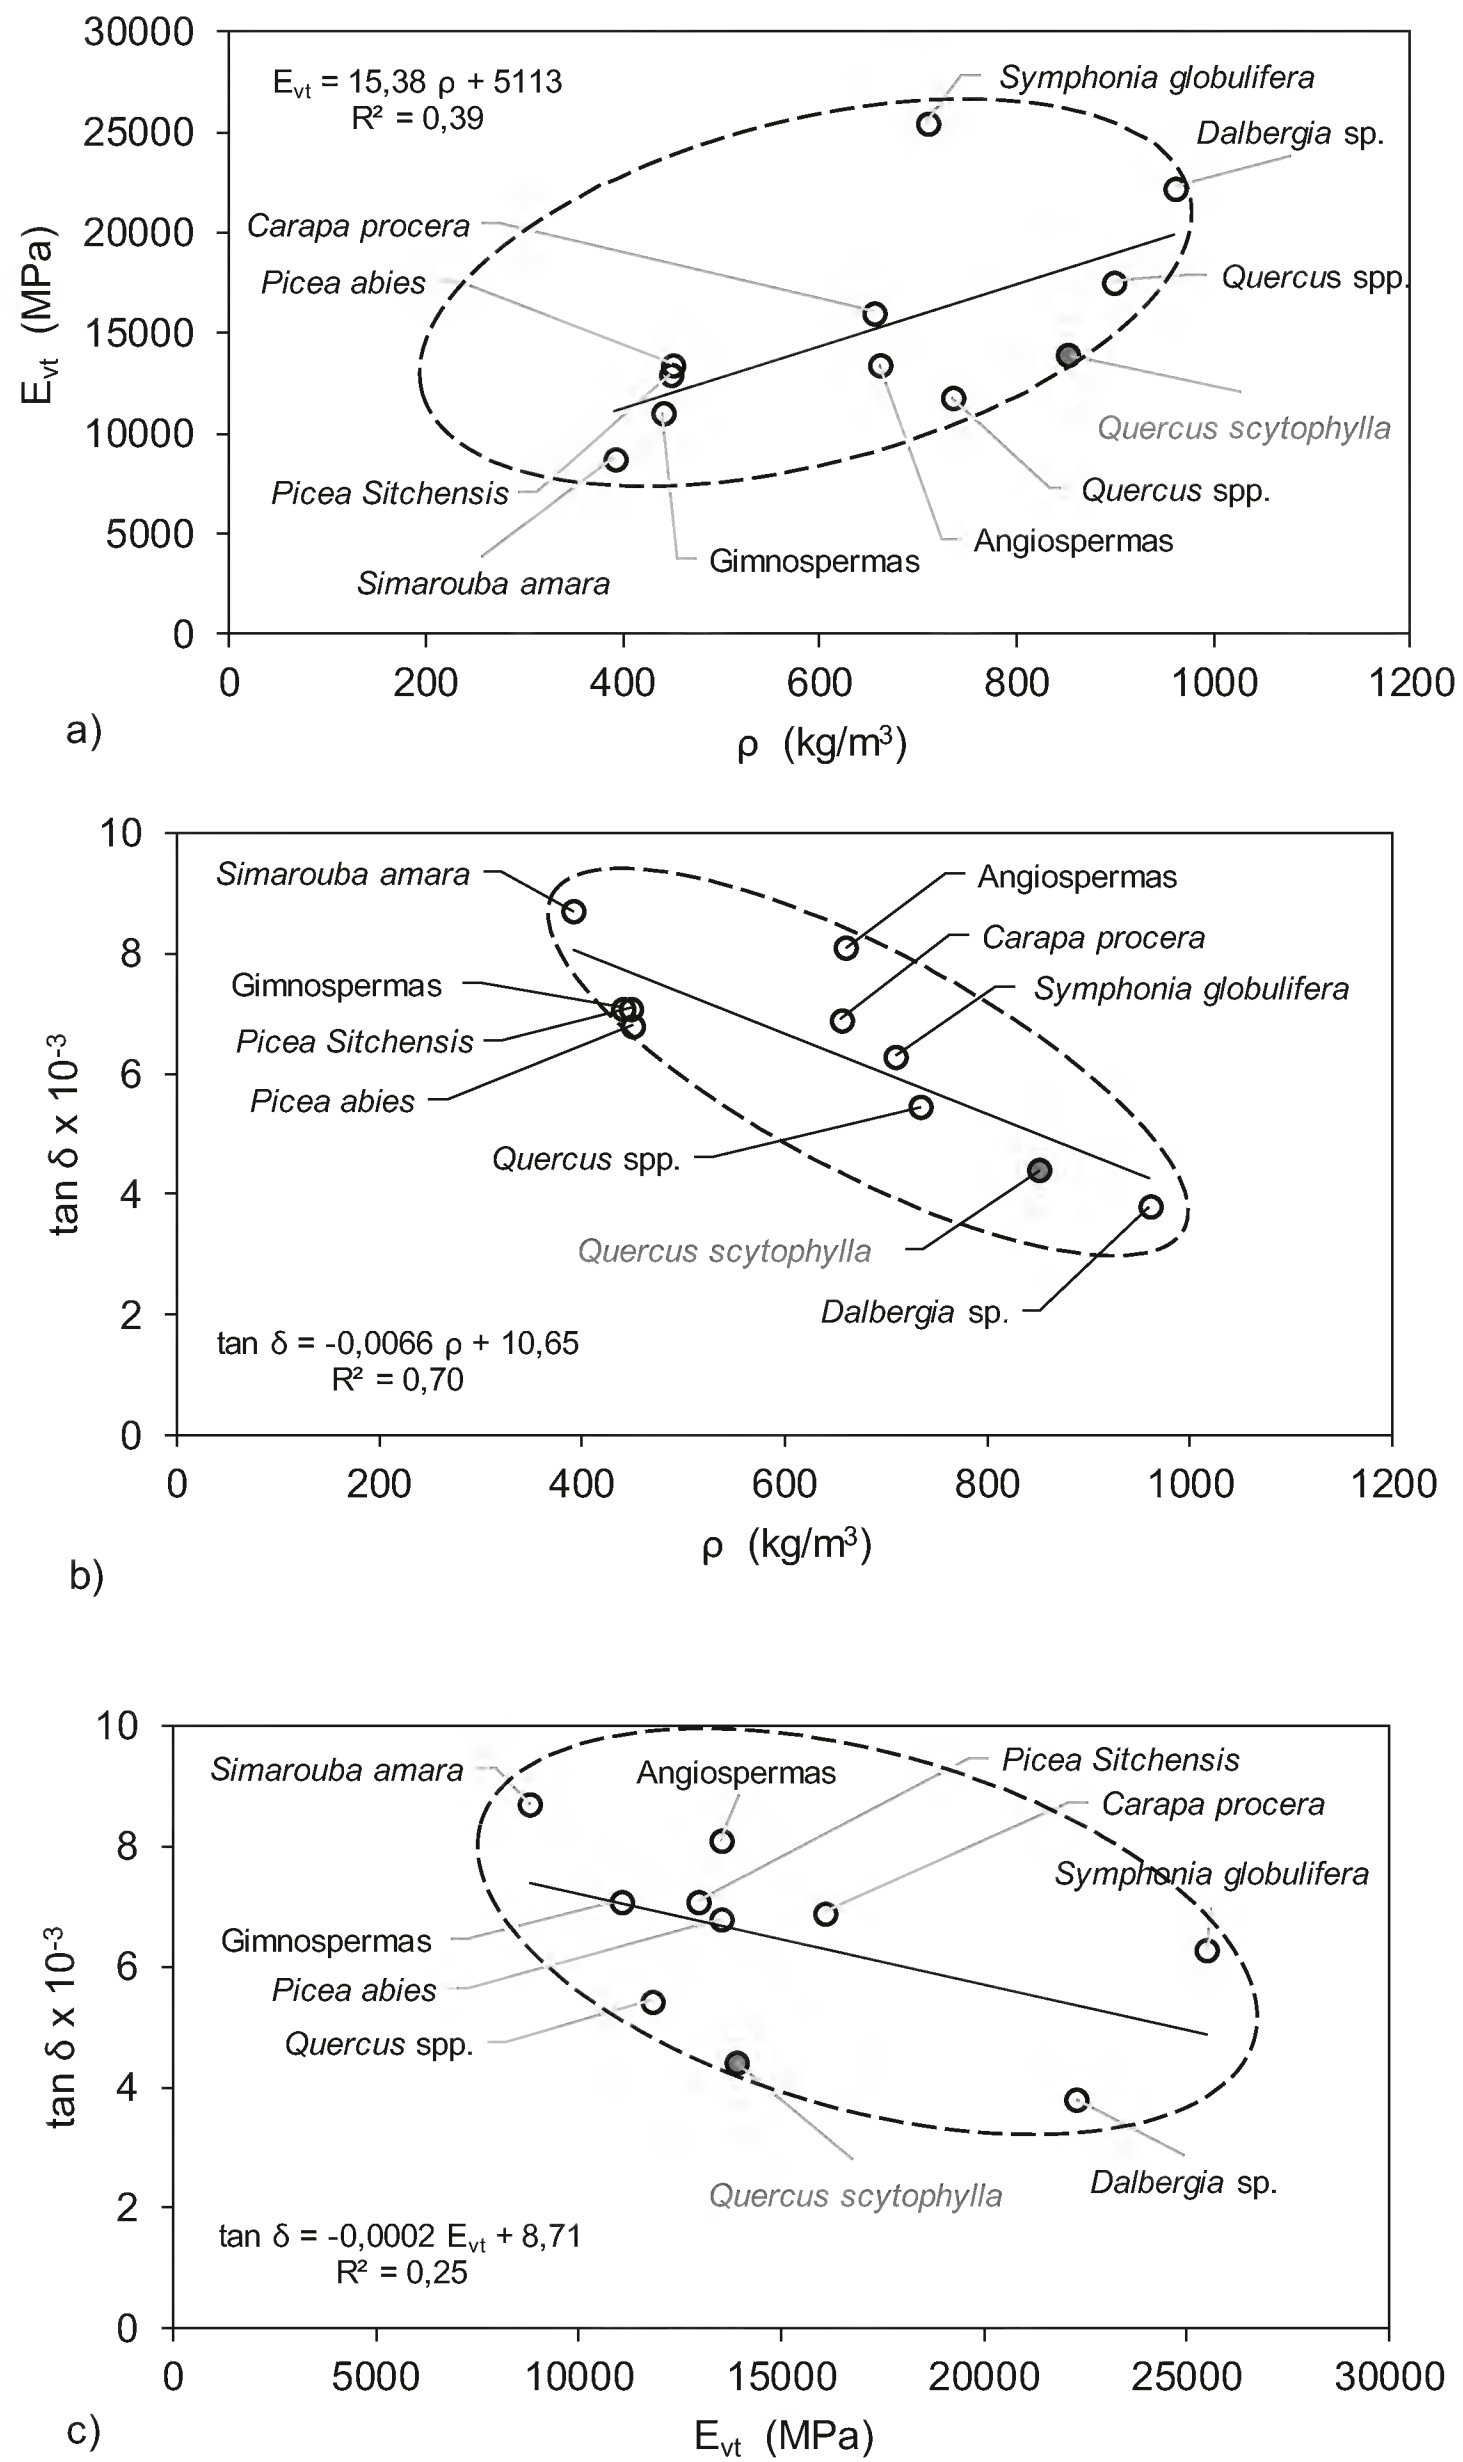 30000
E_vt = 15,38 ρ + 5113
R² = 0,39
Symphonia globulifera
25000
Dalbergia sp.
Carapa procera
20000
Picea abies
Quercus spp.
E_vt (MPa)
15000
Quercus scytophylla
10000
Picea Sitchensis
Quercus spp.
5000
Angiospermas
Gimnospermas
Simarouba amara
0
0 200 400 600 800 1000 1200
a)
ρ (kg/m³)
10
Simarouba amara
Angiospermas
Carapa procera
8
Gimnospermas
Symphonia globulifera
Picea Sitchensis
6
Picea abies
tan δ x 10⁻³
Quercus spp.
4
Quercus scytophylla
Dalbergia sp.
2
tan δ = -0,0066 ρ + 10,65
R² = 0,70
0
0 200 400 600 800 1000 1200
ρ (kg/m³)
b)
10
Simarouba amara
Angiospermas
Picea Sitchensis
Carapa procera
8
Symphonia globulifera
Gimnospermas
6
Picea abies
Quercus spp.
tan δ x 10⁻³
4
Quercus scytophylla
Dalbergia sp.
2
tan δ = -0,0002 E_vt + 8,71
R² = 0,25
0
0 5000 10000 15000 20000 25000 30000
c)
E_vt (MPa)